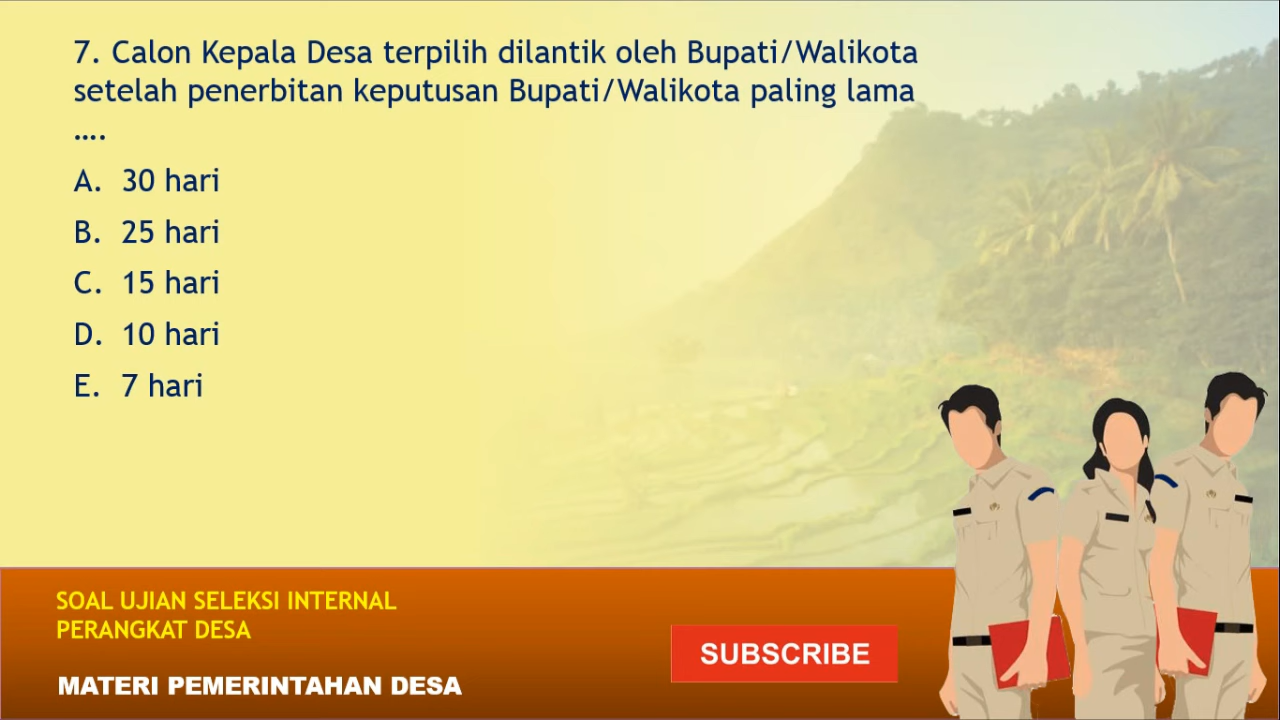 7. Calon Kepala Desa terpilih dilantik oleh Bupati/Walikota
setelah penerbitan keputusan Bupati/Walikota paling lama
....
A. 30 hari
B. 25 hari
C. 15 hari
D. 10 hari
E. 7 hari
SOAL UJIAN SELEKSI INTERNAL
PERANGKAT DESA
SUBSCRIBE
MATERI PEMERINTAHAN DESA